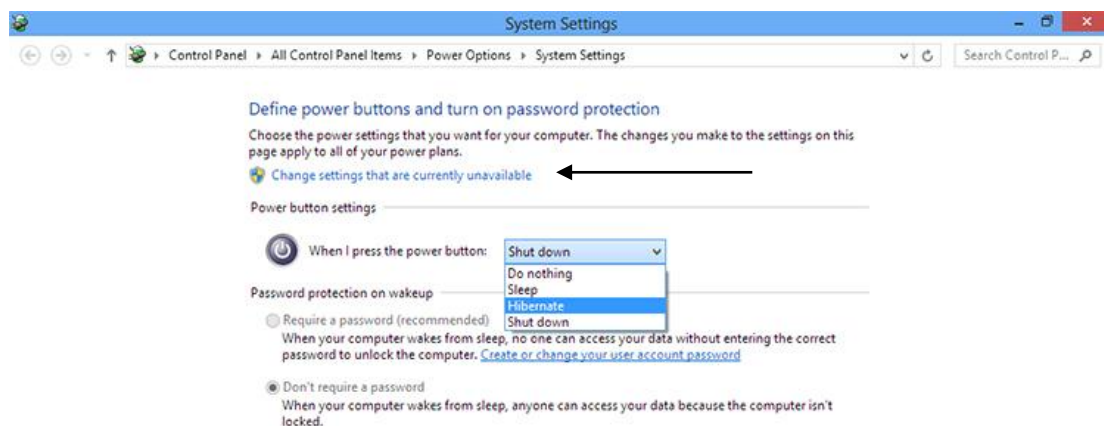 System Settings
Control Panel ▸ All Control Panel Items ▸ Power Options ▸ System Settings
Search Control P...
Define power buttons and turn on password protection
Choose the power settings that you want for your computer. The changes you make to the settings on this
page apply to all of your power plans.
Change settings that are currently unavailable
Power button settings
When I press the power button: Shut down
Do nothing
Sleep
Hibernate
Shut down
Password protection on wakeup
Require a password (recommended)
When your computer wakes from sleep, no one can access your data without entering the correct
password to unlock the computer. Create or change your user account password
Don't require a password
When your computer wakes from sleep, anyone can access your data because the computer isn't
locked.